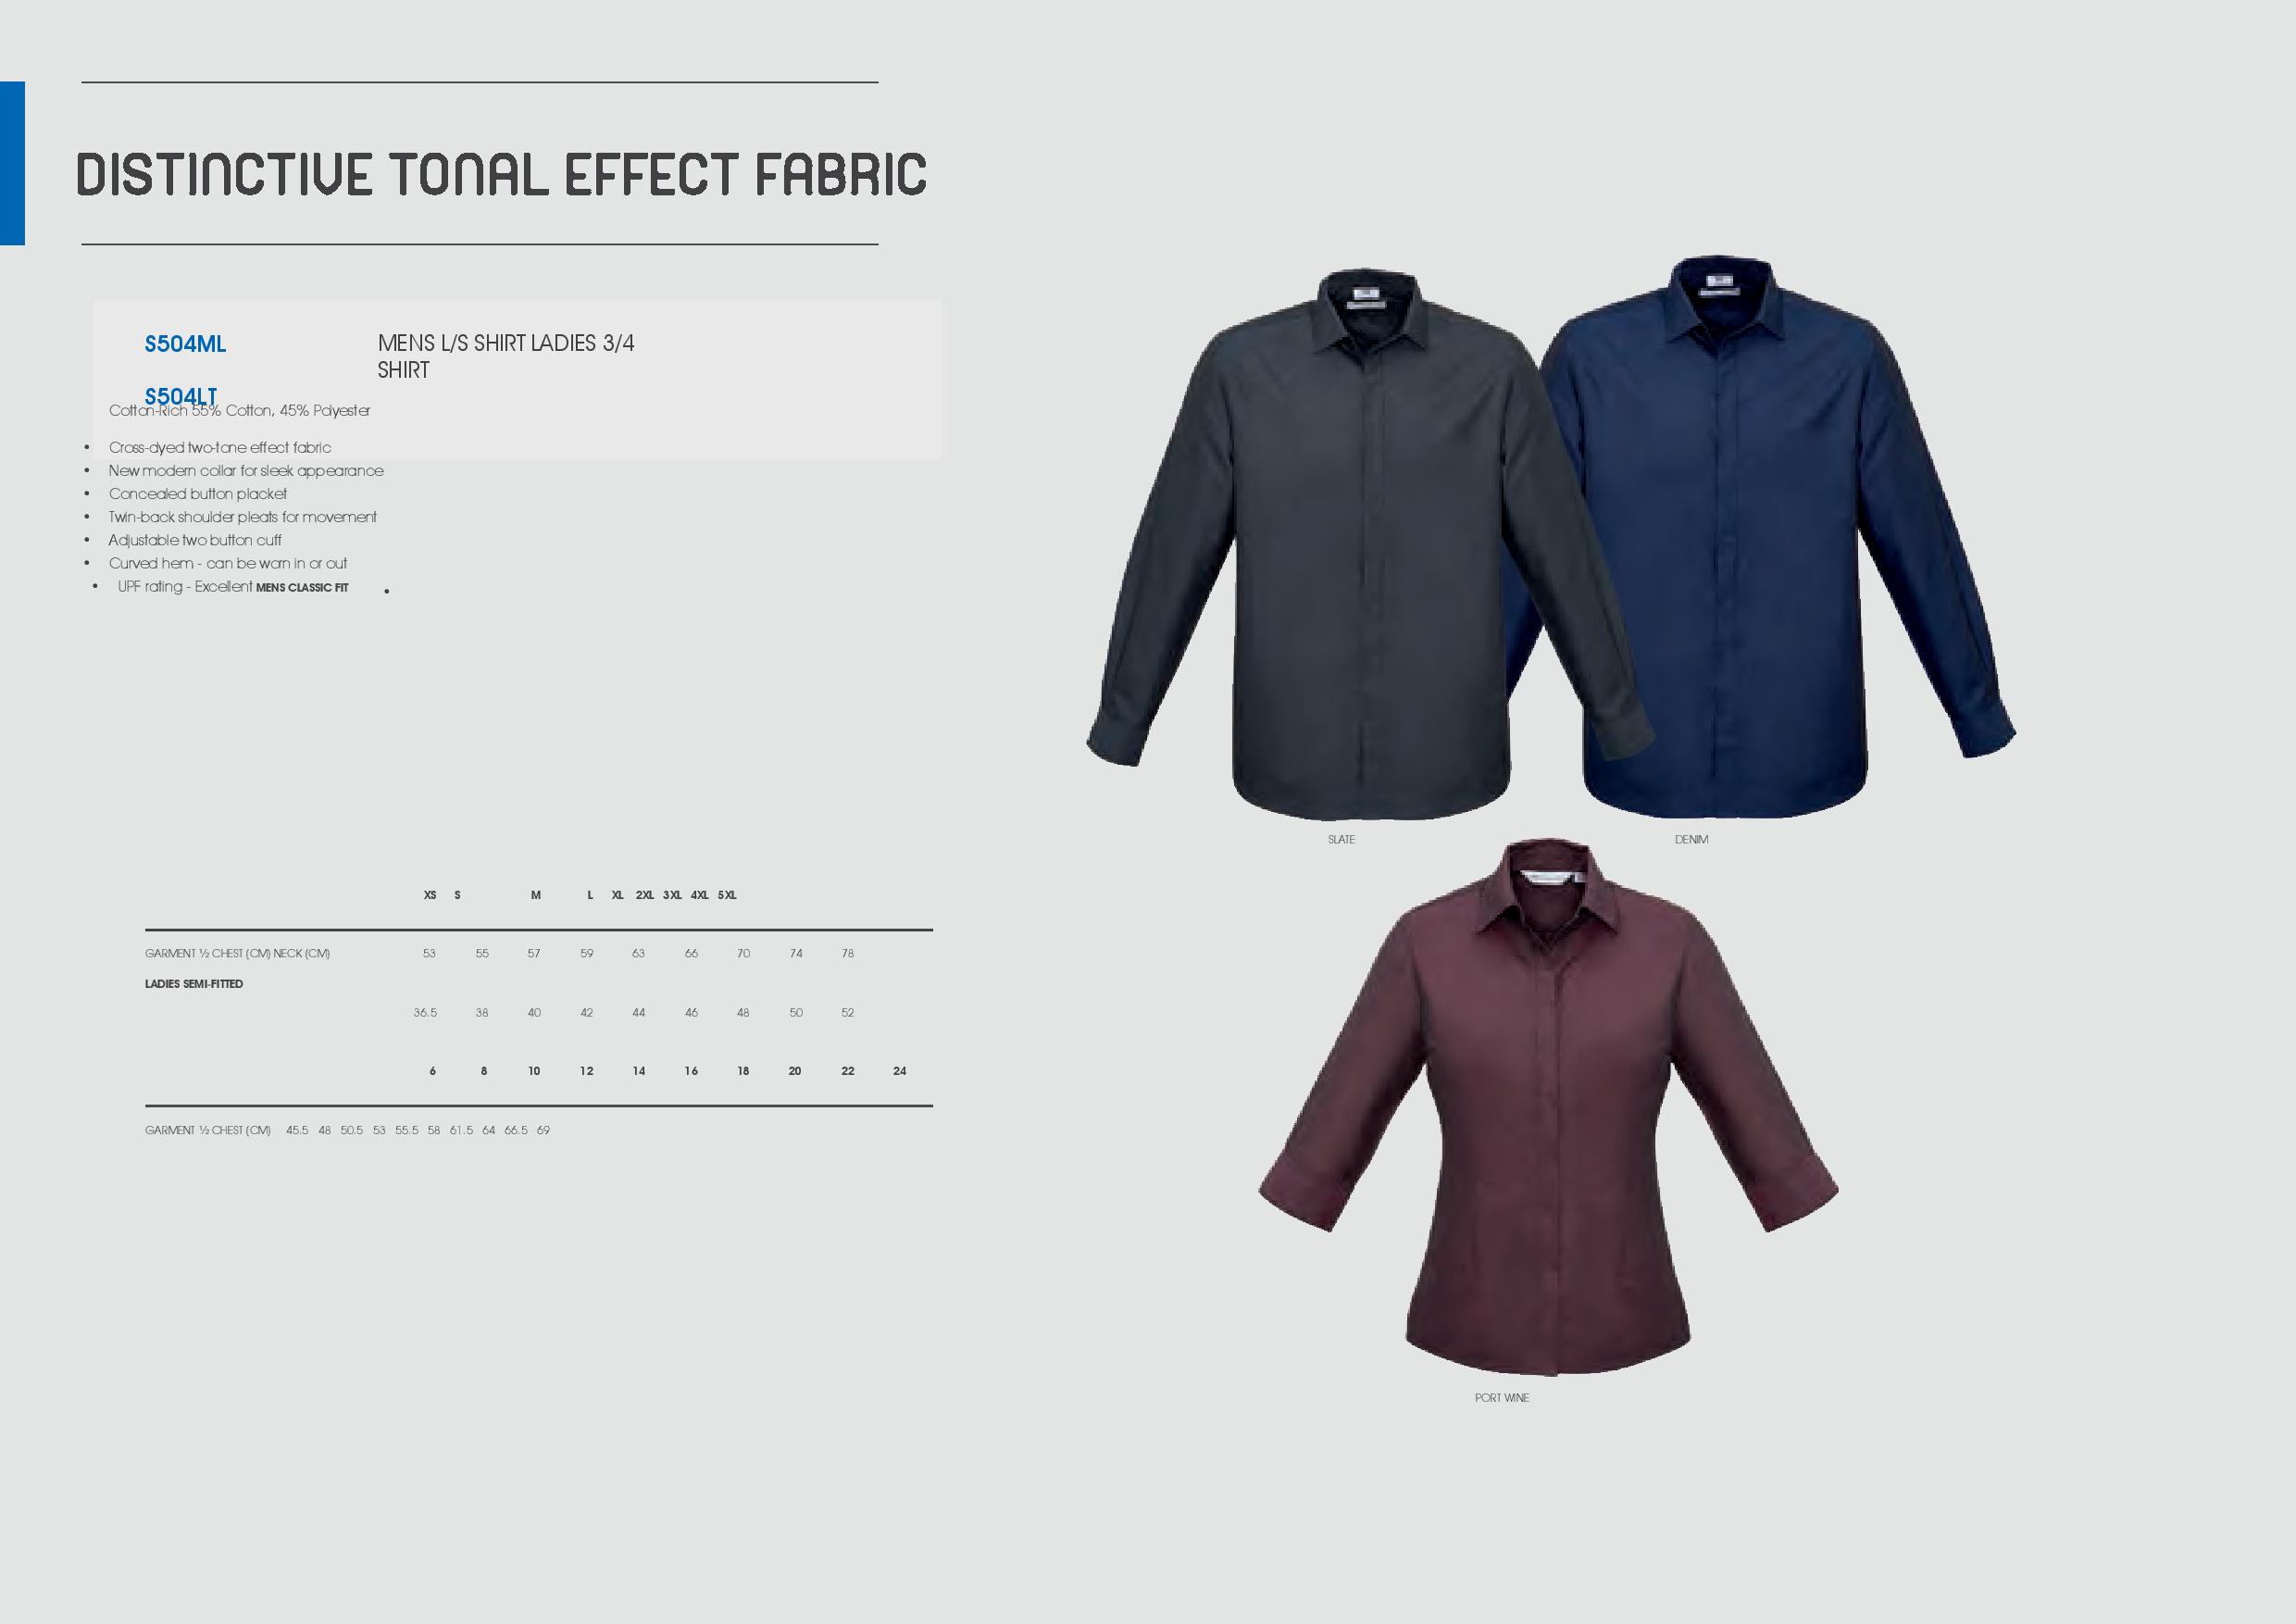 DISTINCTIVE TONAL EFFECT FABRIC
S504ML
MENS L/S SHIRT LADIES 3/4
SHIRT
S504LT
Cotton-Rich 55% Cotton, 45% Polyester
• Cross-dyed two-tone effect fabric
• New modern collar for sleek appearance
• Concealed button placket
• Twin-back shoulder pleats for movement
• Adjustable two button cuff
• Curved hem - can be worn in or out
• UPF rating - Excellent MENS CLASSIC FIT •
SLATE
DENIM
XS S M L XL 2XL 3XL 4XL 5XL
GARMENT ½ CHEST (CM) NECK (CM) 53 55 57 59 63 66 70 74 78
LADIES SEMI-FITTED
36.5 38 40 42 44 46 48 50 52
6 8 10 12 14 16 18 20 22 24
GARMENT ½ CHEST (CM) 45.5 48 50.5 53 55.5 58 61.5 64 66.5 69
PORT WINE